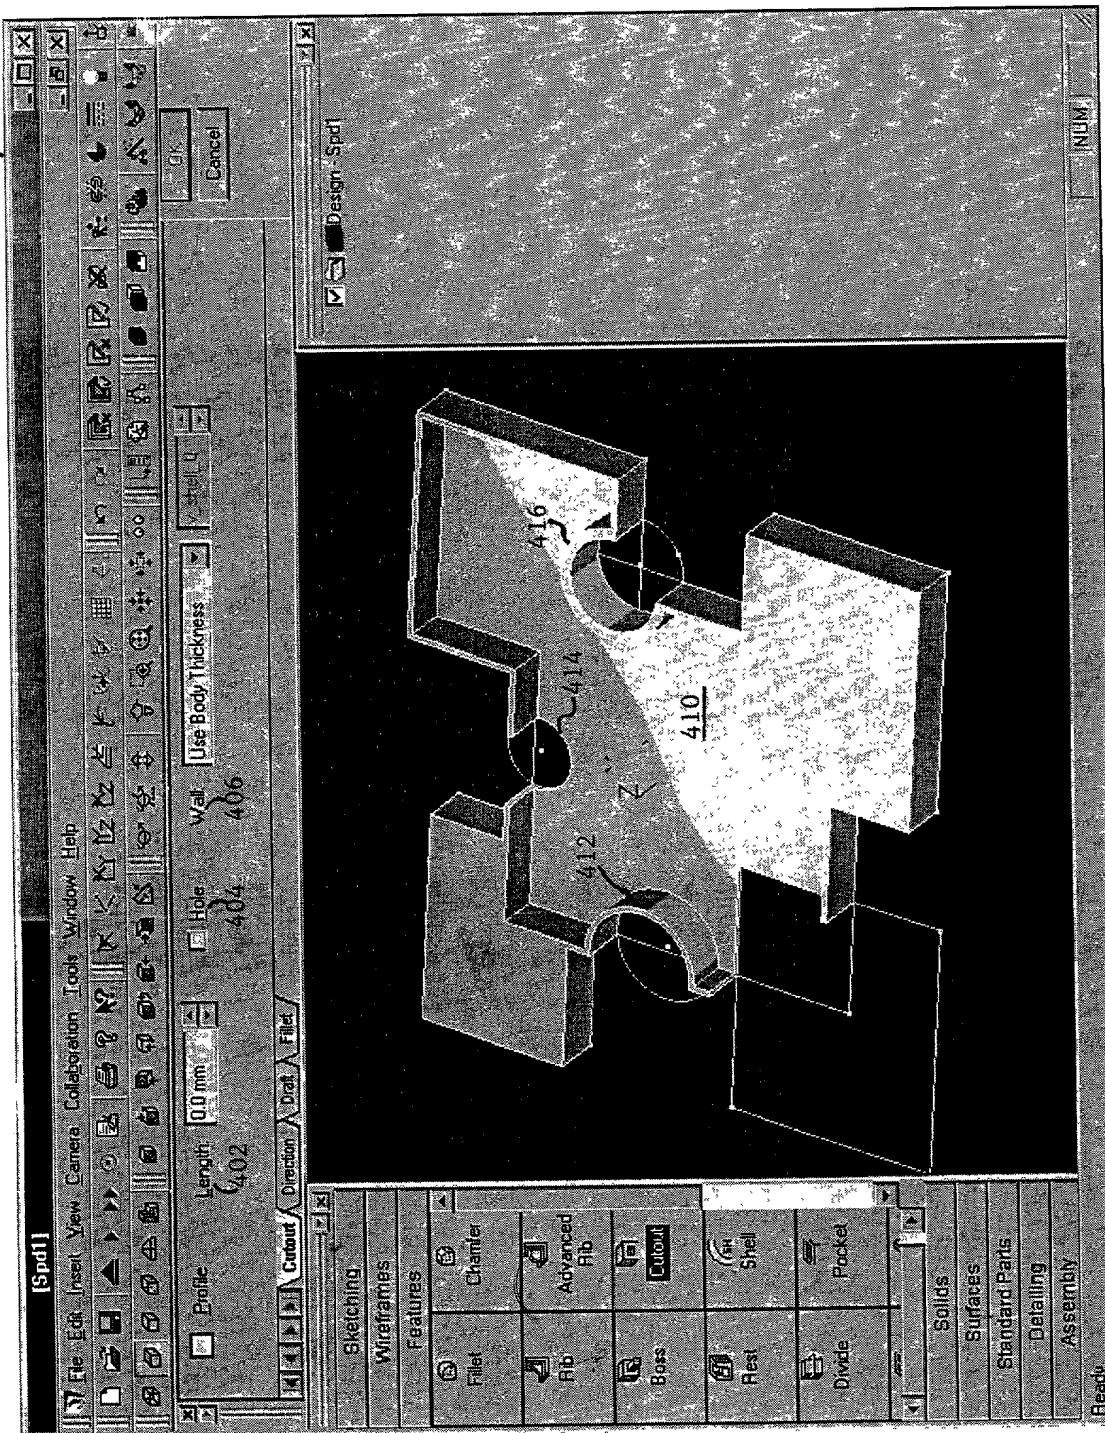 [Spd1]
File Edit Insert View Camera Collaboration Tools Window Help
Profile Length: 0.0 mm Hole Wall: Use Body Thickness OK
402 404 406 Cancel
Cutout Direction Draft Fillet
Sketching
Wireframes
Features
Fillet Chamfer
Rib Advanced Rib
Boss Cutout
Rest Shell
Divide Pocket
Solids
Surfaces
Standard Parts
Detailing
Assembly
412
414
416
Z
410
Design - Spd1
Ready NUM